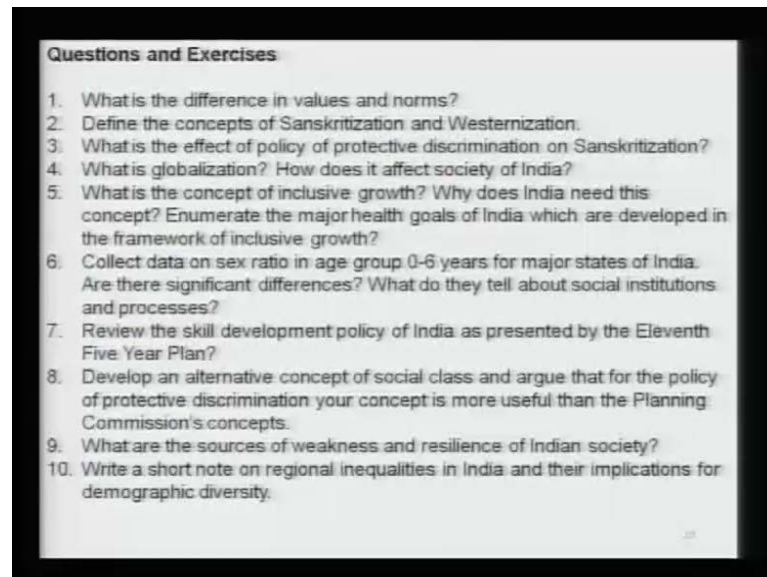 Questions and Exercises
1. What is the difference in values and norms?
2. Define the concepts of Sanskritization and Westernization.
3. What is the effect of policy of protective discrimination on Sanskritization?
4. What is globalization? How does it affect society of India?
5. What is the concept of inclusive growth? Why does India need this
concept? Enumerate the major health goals of India which are developed in
the framework of inclusive growth?
6. Collect data on sex ratio in age group 0-6 years for major states of India.
Are there significant differences? What do they tell about social institutions
and processes?
7. Review the skill development policy of India as presented by the Eleventh
Five Year Plan?
8. Develop an alternative concept of social class and argue that for the policy
of protective discrimination your concept is more useful than the Planning
Commission's concepts.
9. What are the sources of weakness and resilience of Indian society?
10. Write a short note on regional inequalities in India and their implications for
demographic diversity.